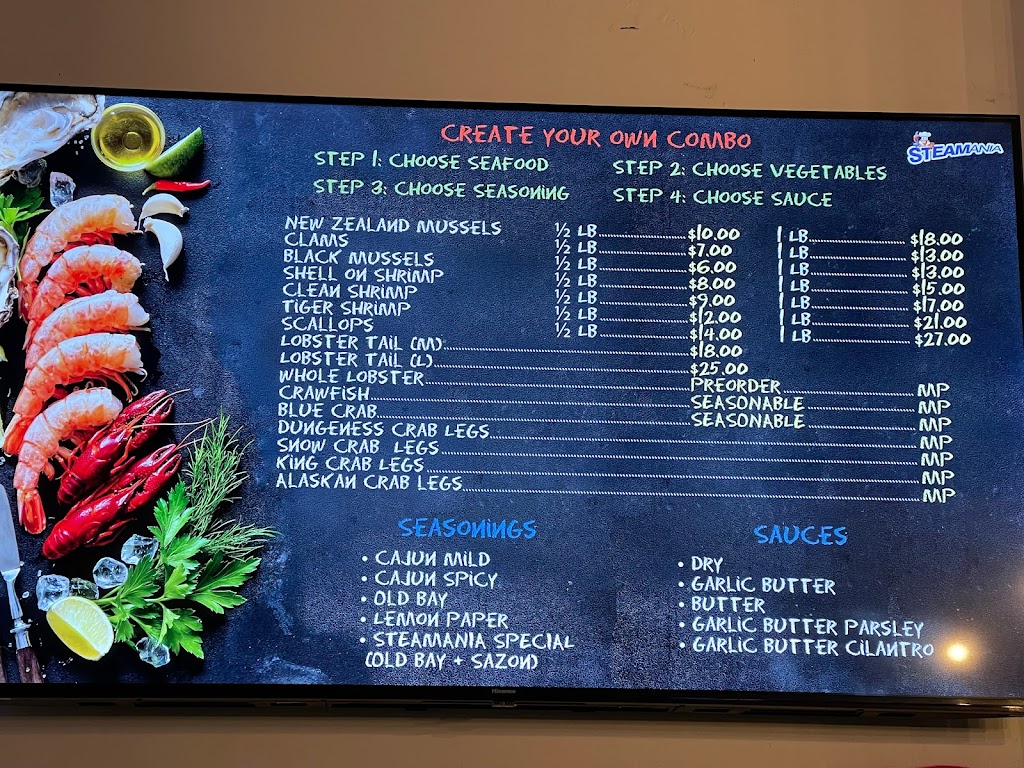 CREATE YOUR OWN COMBO
STEAMANIA
STEP 1: CHOOSE SEAFOOD STEP 2: CHOOSE VEGETABLES
STEP 3: CHOOSE SEASONING STEP 4: CHOOSE SAUCE
NEW ZEALAND MUSSELS ½ LB........$10.00 1 LB........$18.00
CLAMS ½ LB........$7.00 1 LB........$13.00
BLACK MUSSELS ½ LB........$6.00 1 LB........$13.00
SHELL ON SHRIMP ½ LB........$8.00 1 LB........$15.00
CLEAN SHRIMP ½ LB........$9.00 1 LB........$17.00
TIGER SHRIMP ½ LB........$12.00 1 LB........$21.00
SCALLOPS ½ LB........$14.00 1 LB........$27.00
LOBSTER TAIL (M)........$18.00
LOBSTER TAIL (L)........$25.00
WHOLE LOBSTER........PREORDER........MP
CRAWFISH........SEASONABLE........MP
BLUE CRAB........SEASONABLE........MP
DUNGENESS CRAB LEGS........MP
SNOW CRAB LEGS........MP
KING CRAB LEGS........MP
ALASKAN CRAB LEGS........MP
SEASONINGS
• CAJUN MILD
• CAJUN SPICY
• OLD BAY
• LEMON PAPER
• STEAMANIA SPECIAL
(OLD BAY + SAZON)
SAUCES
• DRY
• GARLIC BUTTER
• BUTTER
• GARLIC BUTTER PARSLEY
• GARLIC BUTTER CILANTRO
Hisense